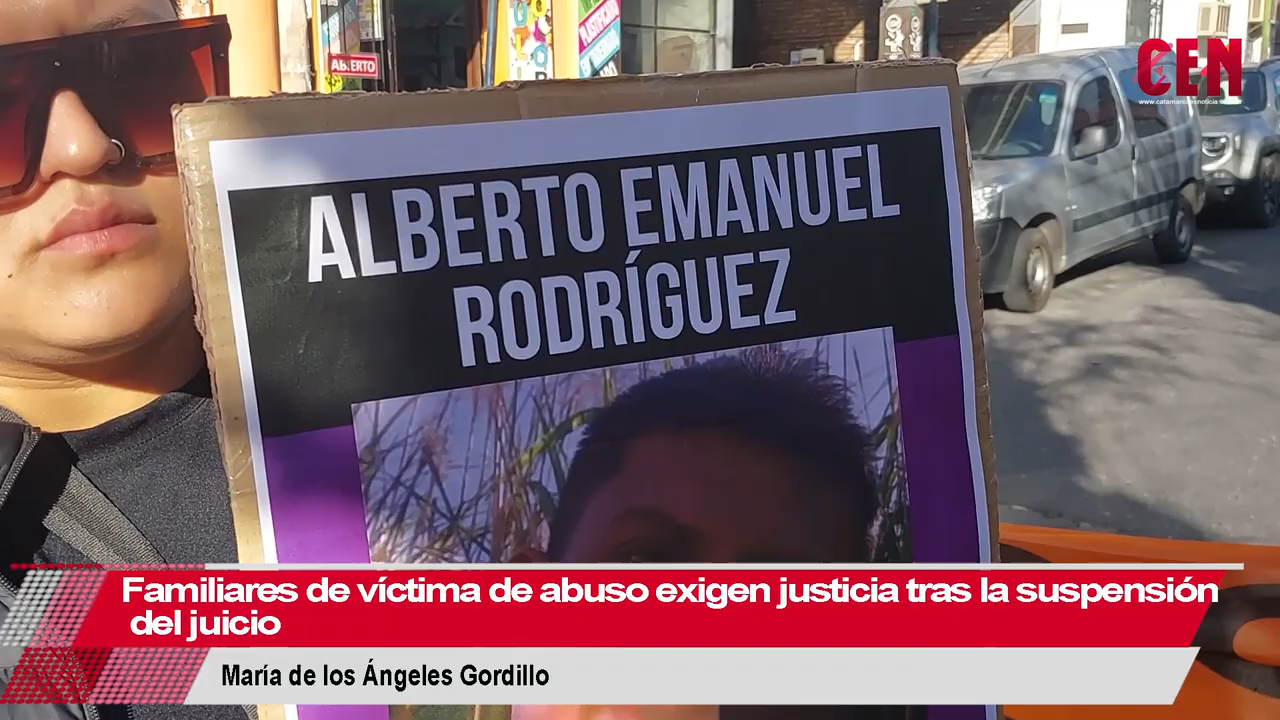 ABIERTO
PLASTIFICADO
CEN
ALBERTO EMANUEL
RODRÍGUEZ
Familiares de víctima de abuso exigen justicia tras la suspensión
del juicio
María de los Ángeles Gordillo